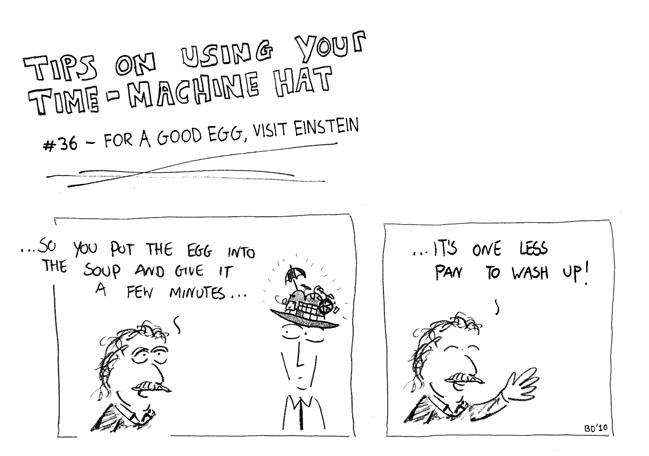 TIPS ON USING YOUR
TIME-MACHINE HAT
#36 - FOR A GOOD EGG, VISIT EINSTEIN
...SO YOU PUT THE EGG INTO
THE SOUP AND GIVE IT
A FEW MINUTES...
...IT'S ONE LESS
PAN TO WASH UP!
BD'10